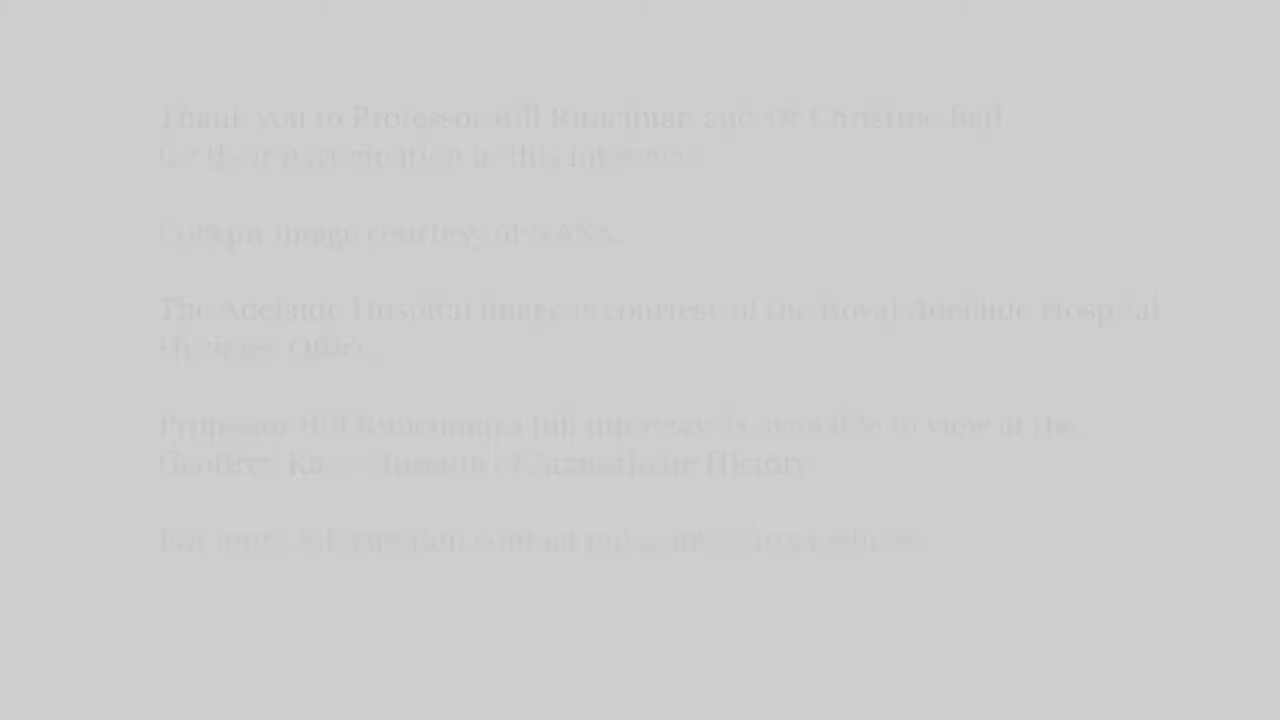 Thank you to Professor Bill Runciman and Dr Christine Ball
for their participation in this interview.
Cockpit image courtesy of NASA.
The Adelaide Hospital image is courtesy of the Royal Adelaide Hospital
Heritage Office.
Professor Bill Runciman's full interview is available to view at the
Geoffrey Kaye Museum of Anaesthetic History.
For more information contact